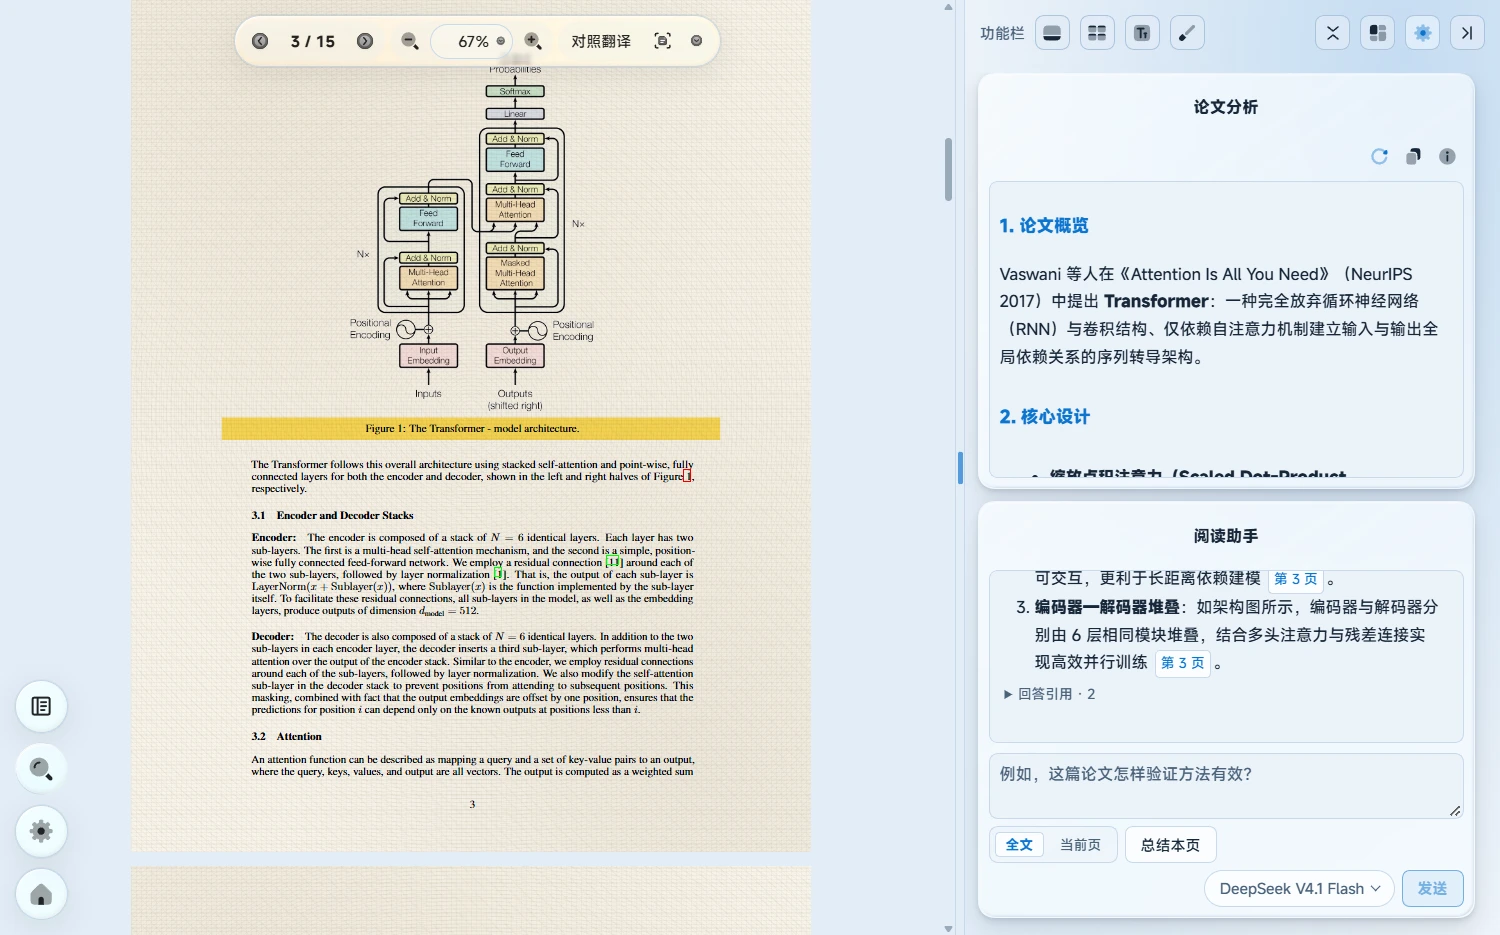 3 / 15
67%
对照翻译
Probabilities
Softmax
Linear
Add & Norm
Feed
Forward
Add & Norm
Multi-Head
Attention
Add & Norm
Masked
Multi-Head
Attention
N×
Add & Norm
Feed
Forward
Add & Norm
Multi-Head
Attention
N×
Positional
Encoding
Positional
Encoding
Input
Embedding
Output
Embedding
Inputs
Outputs
(shifted right)
Figure 1: The Transformer - model architecture.
The Transformer follows this overall architecture using stacked self-attention and point-wise, fully
connected layers for both the encoder and decoder, shown in the left and right halves of Figure 1,
respectively.
3.1 Encoder and Decoder Stacks
Encoder: The encoder is composed of a stack of N = 6 identical layers. Each layer has two
sub-layers. The first is a multi-head self-attention mechanism, and the second is a simple, position-
wise fully connected feed-forward network. We employ a residual connection [11] around each of
the two sub-layers, followed by layer normalization [1]. That is, the output of each sub-layer is
LayerNorm(x + Sublayer(x)), where Sublayer(x) is the function implemented by the sub-layer
itself. To facilitate these residual connections, all sub-layers in the model, as well as the embedding
layers, produce outputs of dimension dmodel = 512.
Decoder: The decoder is also composed of a stack of N = 6 identical layers. In addition to the two
sub-layers in each encoder layer, the decoder inserts a third sub-layer, which performs multi-head
attention over the output of the encoder stack. Similar to the encoder, we employ residual connections
around each of the sub-layers, followed by layer normalization. We also modify the self-attention
sub-layer in the decoder stack to prevent positions from attending to subsequent positions. This
masking, combined with fact that the output embeddings are offset by one position, ensures that the
predictions for position i can depend only on the known outputs at positions less than i.
3.2 Attention
An attention function can be described as mapping a query and a set of key-value pairs to an output,
where the query, keys, values, and output are all vectors. The output is computed as a weighted sum
3
功能栏
论文分析
1. 论文概览
Vaswani 等人在《Attention Is All You Need》（NeurIPS
2017）中提出 Transformer：一种完全放弃循环神经网络
（RNN）与卷积结构、仅依赖自注意力机制建立输入与输出全
局依赖关系的序列转导架构。
2. 核心设计
• 缩放点积注意力（Scaled Dot-Product
阅读助手
可交互，更利于长距离依赖建模 第 3 页 。
3. 编码器—解码器堆叠：如架构图所示，编码器与解码器分
别由 6 层相同模块堆叠，结合多头注意力与残差连接实
现高效并行训练 第 3 页 。
▶ 回答引用 · 2
例如，这篇论文怎样验证方法有效？
全文 当前页 总结本页
DeepSeek V4.1 Flash
发送